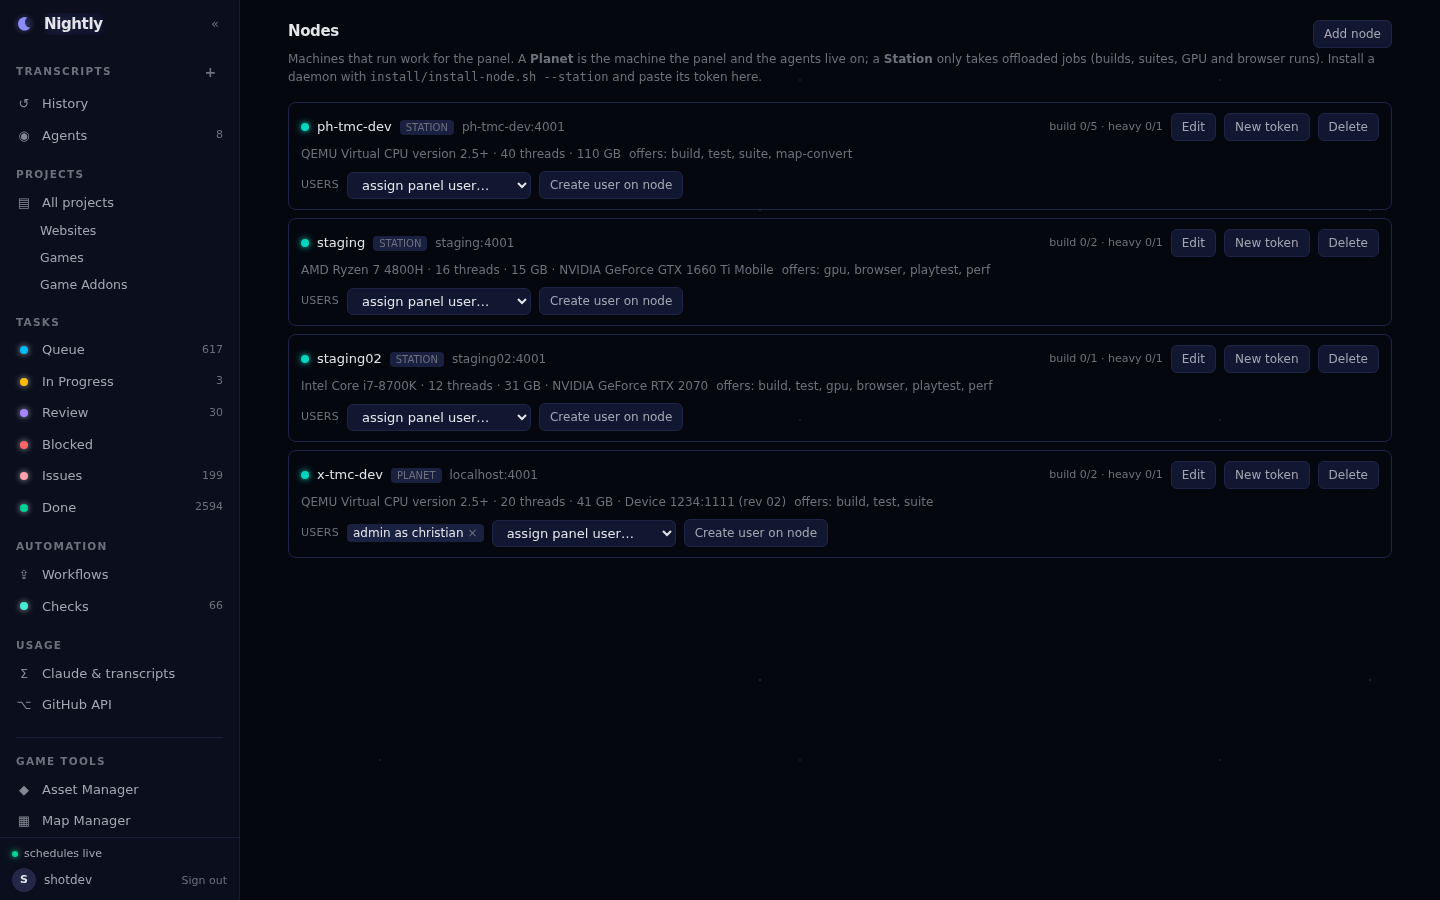 Nightly
«
TRANSCRIPTS +
History
Agents 8
PROJECTS
All projects
Websites
Games
Game Addons
TASKS
Queue 617
In Progress 3
Review 30
Blocked
Issues 199
Done 2594
AUTOMATION
Workflows
Checks 66
USAGE
Σ Claude & transcripts
GitHub API
GAME TOOLS
Asset Manager
Map Manager
schedules live
S shotdev Sign out
Nodes
Add node
Machines that run work for the panel. A Planet is the machine the panel and the agents live on; a Station only takes offloaded jobs (builds, suites, GPU and browser runs). Install a
daemon with install/install-node.sh --station and paste its token here.
ph-tmc-dev STATION ph-tmc-dev:4001 build 0/5 · heavy 0/1 Edit New token Delete
QEMU Virtual CPU version 2.5+ · 40 threads · 110 GB offers: build, test, suite, map-convert
USERS assign panel user... Create user on node
staging STATION staging:4001 build 0/2 · heavy 0/1 Edit New token Delete
AMD Ryzen 7 4800H · 16 threads · 15 GB · NVIDIA GeForce GTX 1660 Ti Mobile offers: gpu, browser, playtest, perf
USERS assign panel user... Create user on node
staging02 STATION staging02:4001 build 0/1 · heavy 0/1 Edit New token Delete
Intel Core i7-8700K · 12 threads · 31 GB · NVIDIA GeForce RTX 2070 offers: build, test, gpu, browser, playtest, perf
USERS assign panel user... Create user on node
x-tmc-dev PLANET localhost:4001 build 0/2 · heavy 0/1 Edit New token Delete
QEMU Virtual CPU version 2.5+ · 20 threads · 41 GB · Device 1234:1111 (rev 02) offers: build, test, suite
USERS admin as christian × assign panel user... Create user on node